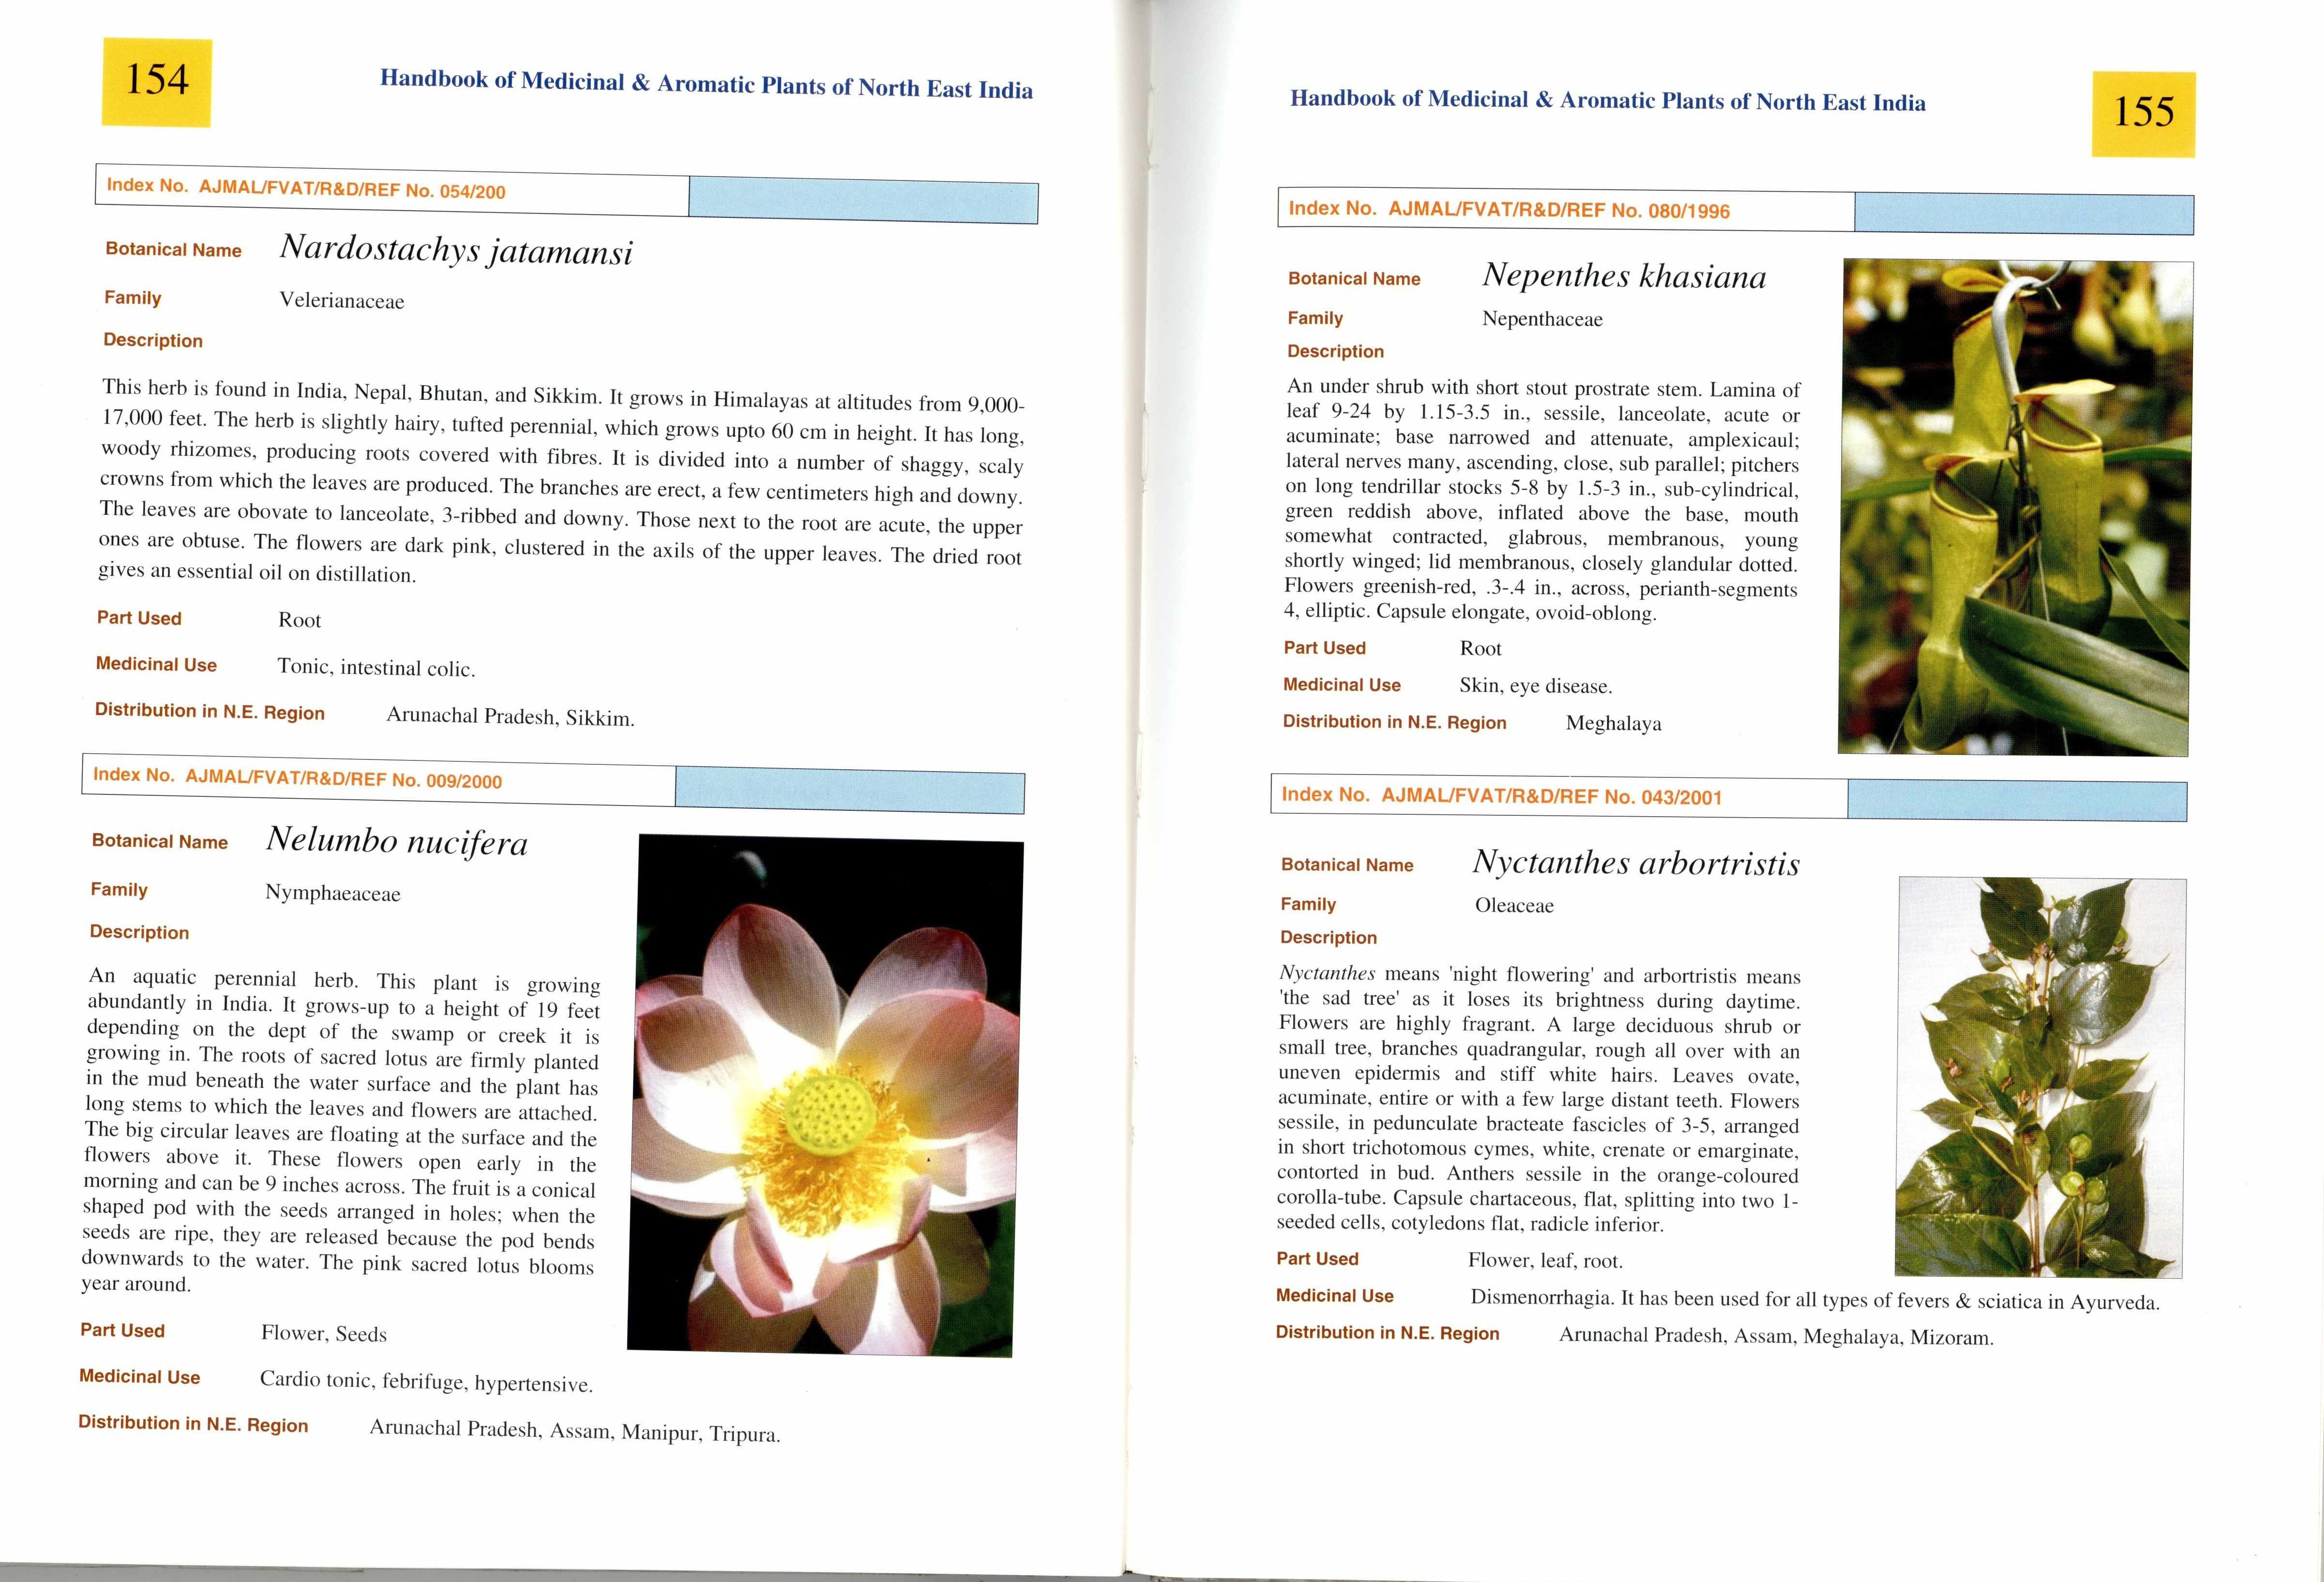 154
Handbook of Medicinal & Aromatic Plants of North East India
Index No. AJMAL/FVAT/R&D/REF No. 054/200
Botanical Name Nardostachys jatamansi
Family Velerianaceae
Description
This herb is found in India, Nepal, Bhutan, and Sikkim. It grows in Himalayas at altitudes from 9,000-
17,000 feet. The herb is slightly hairy, tufted perennial, which grows upto 60 cm in height. It has long,
woody rhizomes, producing roots covered with fibres. It is divided into a number of shaggy, scaly
crowns from which the leaves are produced. The branches are erect, a few centimeters high and downy.
The leaves are obovate to lanceolate, 3-ribbed and downy. Those next to the root are acute, the upper
ones are obtuse. The flowers are dark pink, clustered in the axils of the upper leaves. The dried root
gives an essential oil on distillation.
Part Used Root
Medicinal Use Tonic, intestinal colic.
Distribution in N.E. Region Arunachal Pradesh, Sikkim.
Index No. AJMAL/FVAT/R&D/REF No. 009/2000
Botanical Name Nelumbo nucifera
Family Nymphaeaceae
Description
An aquatic perennial herb. This plant is growing
abundantly in India. It grows-up to a height of 19 feet
depending on the dept of the swamp or creek it is
growing in. The roots of sacred lotus are firmly planted
in the mud beneath the water surface and the plant has
long stems to which the leaves and flowers are attached.
The big circular leaves are floating at the surface and the
flowers above it. These flowers open early in the
morning and can be 9 inches across. The fruit is a conical
shaped pod with the seeds arranged in holes; when the
seeds are ripe, they are released because the pod bends
downwards to the water. The pink sacred lotus blooms
year around.
Part Used Flower, Seeds
Medicinal Use Cardio tonic, febrifuge, hypertensive.
Distribution in N.E. Region Arunachal Pradesh, Assam, Manipur, Tripura.
Handbook of Medicinal & Aromatic Plants of North East India
155
Index No. AJMAL/FVAT/R&D/REF No. 080/1996
Botanical Name Nepenthes khasiana
Family Nepenthaceae
Description
An under shrub with short stout prostrate stem. Lamina of
leaf 9-24 by 1.15-3.5 in., sessile, lanceolate, acute or
acuminate; base narrowed and attenuate, amplexicaul;
lateral nerves many, ascending, close, sub parallel; pitchers
on long tendrillar stocks 5-8 by 1.5-3 in., sub-cylindrical,
green reddish above, inflated above the base, mouth
somewhat contracted, glabrous, membranous, young
shortly winged; lid membranous, closely glandular dotted.
Flowers greenish-red, .3-.4 in., across, perianth-segments
4, elliptic. Capsule elongate, ovoid-oblong.
Part Used Root
Medicinal Use Skin, eye disease.
Distribution in N.E. Region Meghalaya
Index No. AJMAL/FVAT/R&D/REF No. 043/2001
Botanical Name Nyctanthes arbortristis
Family Oleaceae
Description
Nyctanthes means 'night flowering' and arbortristis means
'the sad tree' as it loses its brightness during daytime.
Flowers are highly fragrant. A large deciduous shrub or
small tree, branches quadrangular, rough all over with an
uneven epidermis and stiff white hairs. Leaves ovate,
acuminate, entire or with a few large distant teeth. Flowers
sessile, in pedunculate bracteate fascicles of 3-5, arranged
in short trichotomous cymes, white, crenate or emarginate,
contorted in bud. Anthers sessile in the orange-coloured
corolla-tube. Capsule chartaceous, flat, splitting into two 1-
seeded cells, cotyledons flat, radicle inferior.
Part Used Flower, leaf, root.
Medicinal Use Dismenorrhagia. It has been used for all types of fevers & sciatica in Ayurveda.
Distribution in N.E. Region Arunachal Pradesh, Assam, Meghalaya, Mizoram.